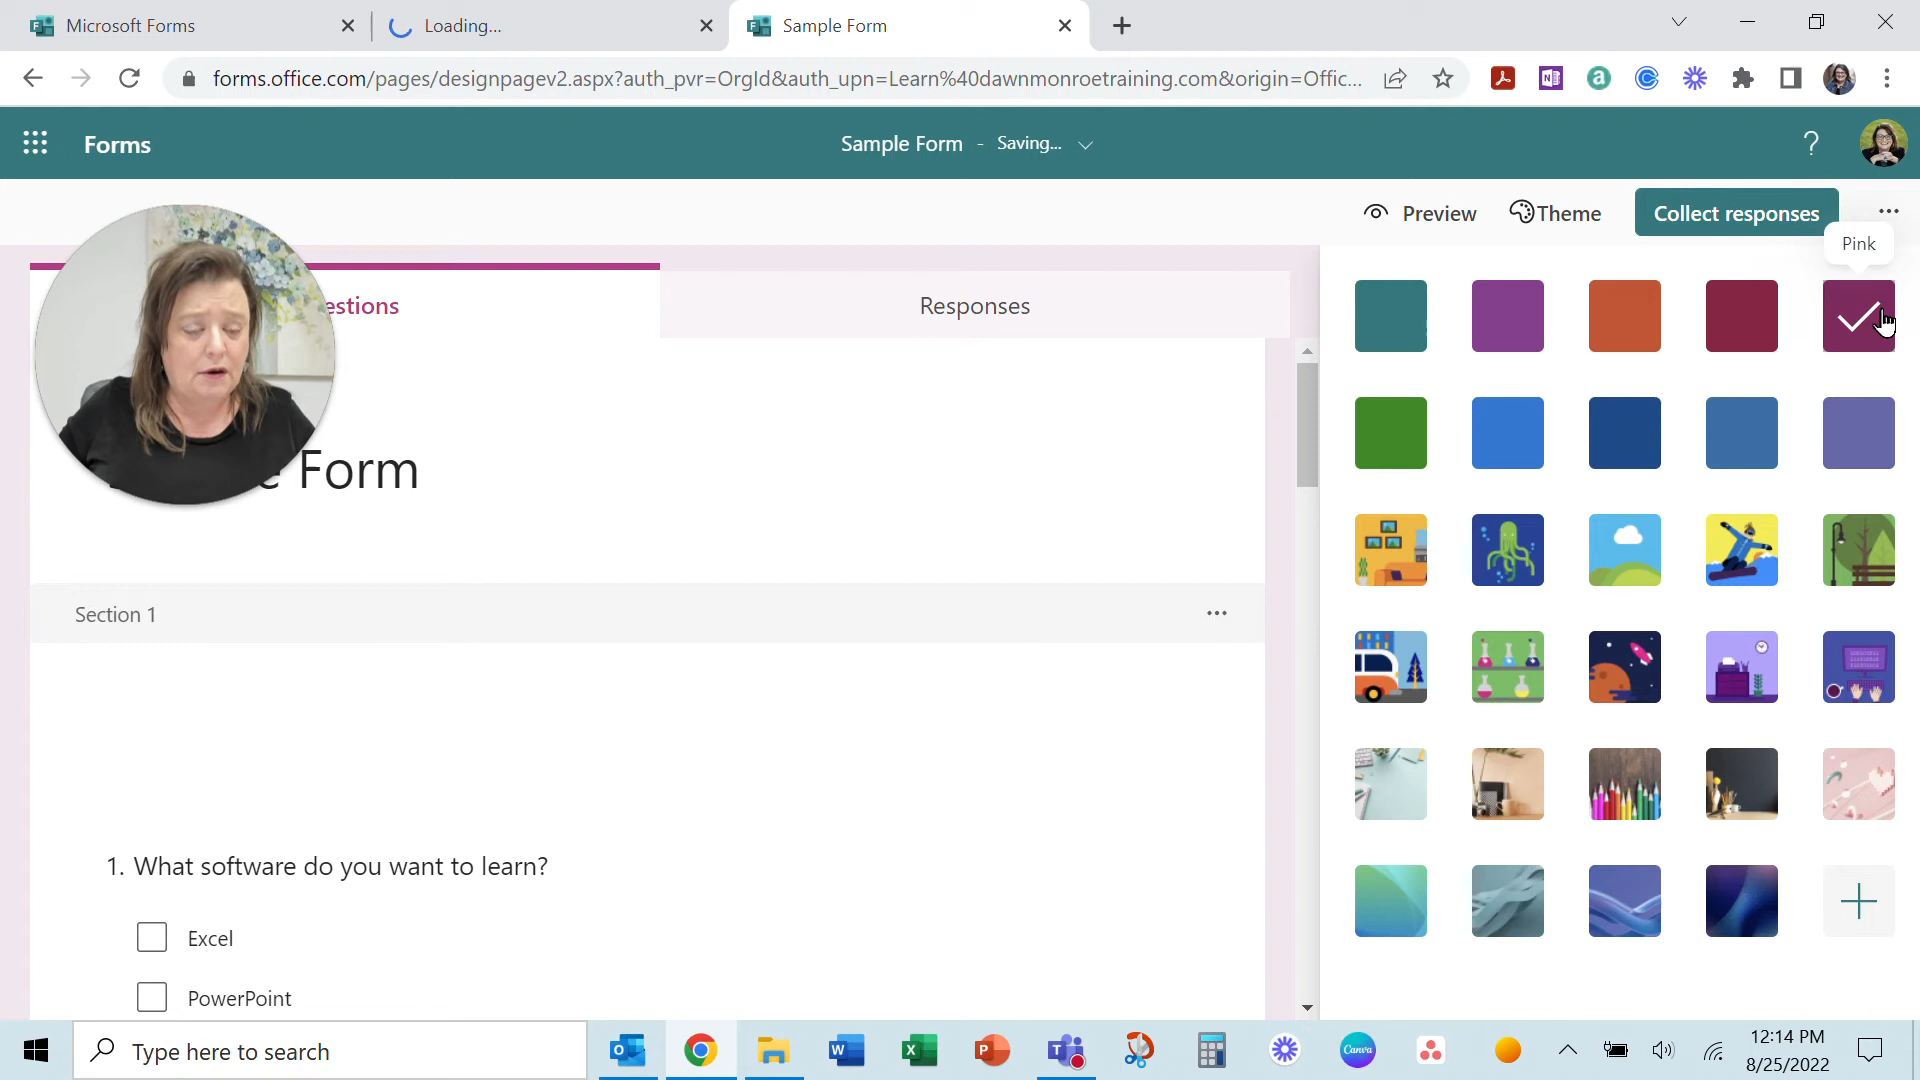 Microsoft Forms
Loading...
Sample Form
forms.office.com/pages/designpagev2.aspx?auth_pvr=OrgId&auth_upn=Learn%40dawnmonroetraining.com&origin=Offic...
Forms
Sample Form - Saving...
?
Preview
Theme
Collect responses
Pink
estions
Responses
e Form
Section 1
1. What software do you want to learn?
Excel
PowerPoint
Type here to search
Canva
12:14 PM
8/25/2022